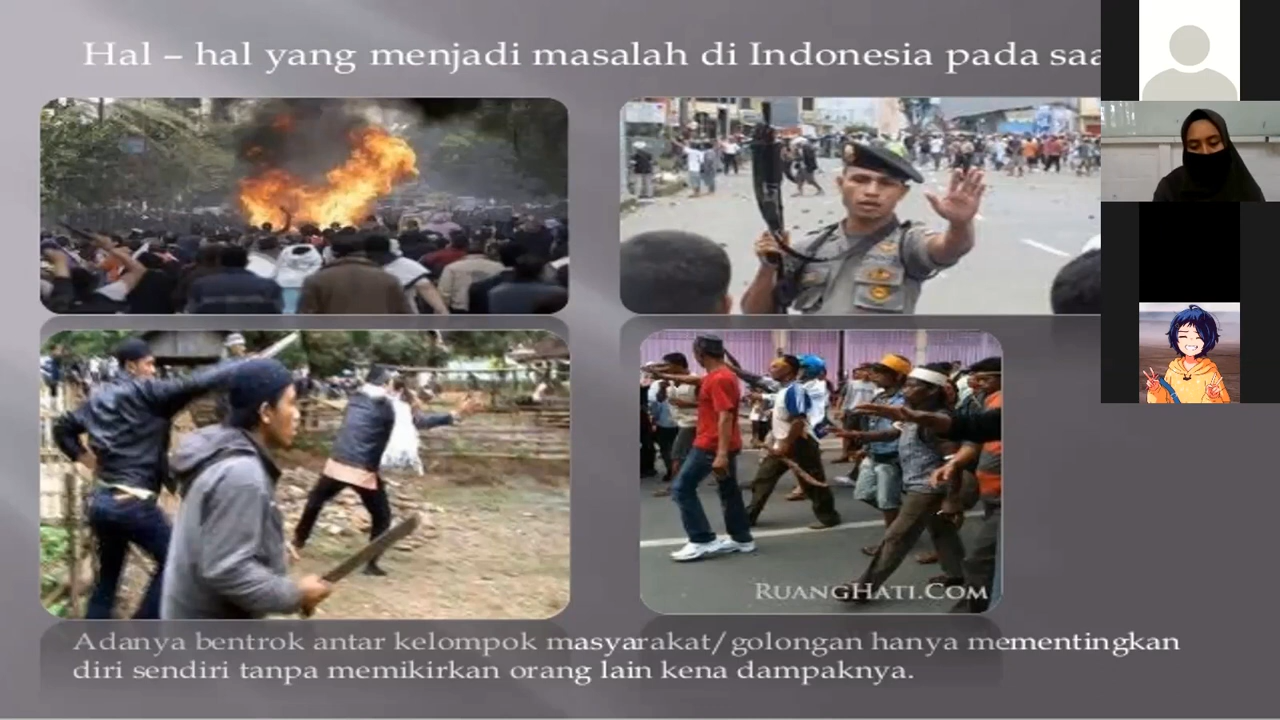 Hal – hal yang menjadi masalah di Indonesia pada saa
RUANGHATI.COM
Adanya bentrok antar kelompok masyarakat/golongan hanya mementingkan
diri sendiri tanpa memikirkan orang lain kena dampaknya.